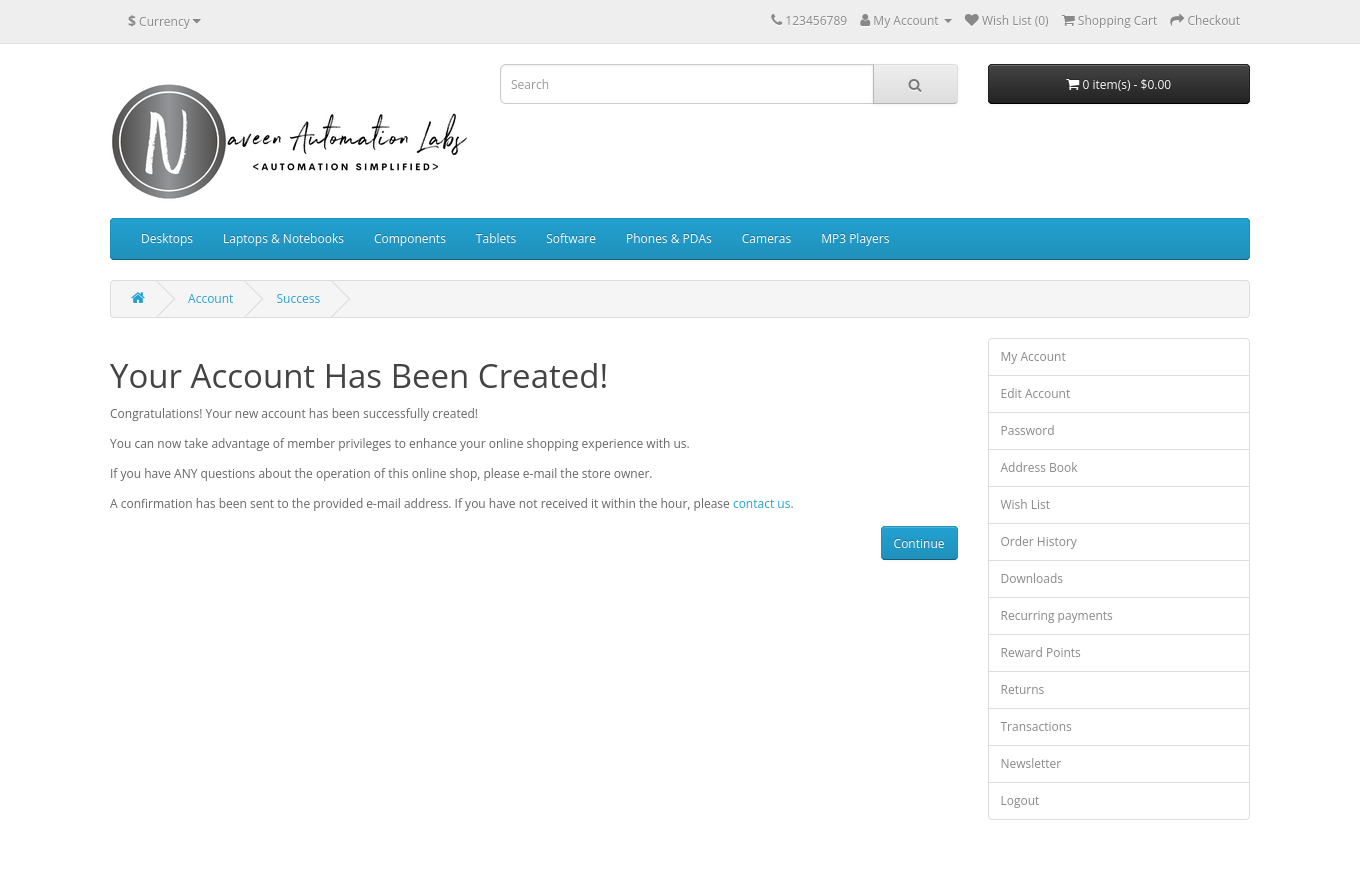 $ Currency
123456789 My Account Wish List (0) Shopping Cart Checkout
Search
0 item(s) - $0.00
Naveen Automation Labs
<AUTOMATION SIMPLIFIED>
Desktops Laptops & Notebooks Components Tablets Software Phones & PDAs Cameras MP3 Players
Account Success
Your Account Has Been Created!
Congratulations! Your new account has been successfully created!
You can now take advantage of member privileges to enhance your online shopping experience with us.
If you have ANY questions about the operation of this online shop, please e-mail the store owner.
A confirmation has been sent to the provided e-mail address. If you have not received it within the hour, please contact us.
Continue
My Account
Edit Account
Password
Address Book
Wish List
Order History
Downloads
Recurring payments
Reward Points
Returns
Transactions
Newsletter
Logout